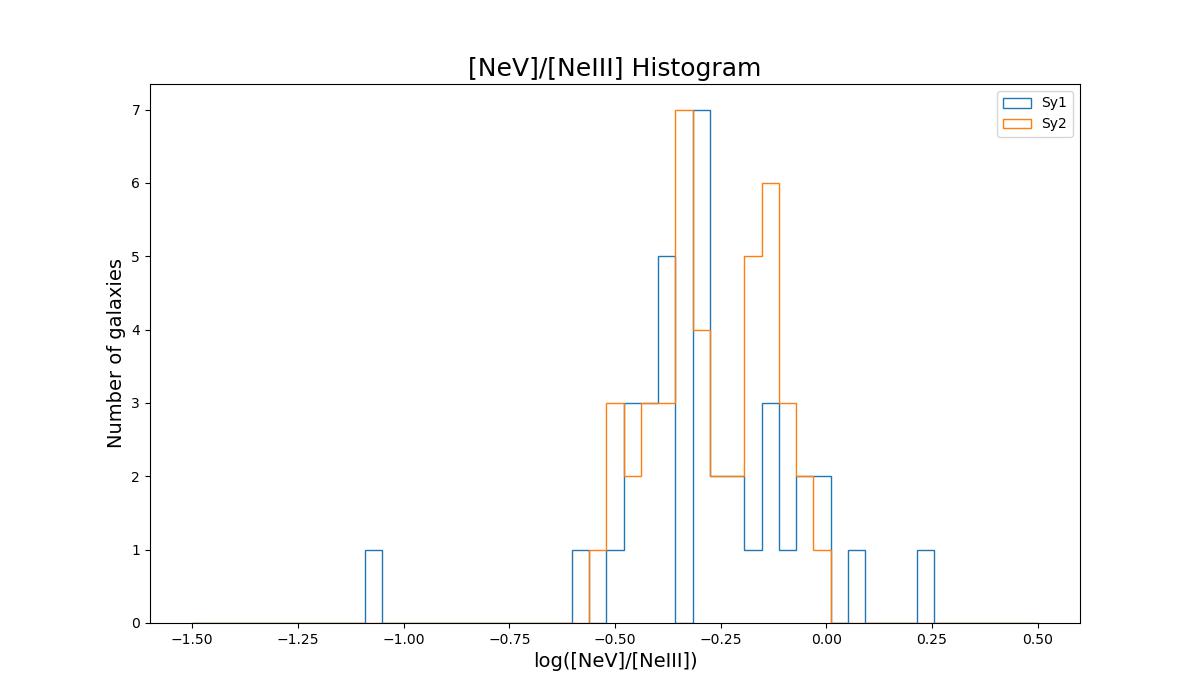 [NeV]/[NeIII] Histogram
Sy1
Sy2
Number of galaxies
7
6
5
4
3
2
1
0
−1.50 −1.25 −1.00 −0.75 −0.50 −0.25 0.00 0.25 0.50
log([NeV]/[NeIII])